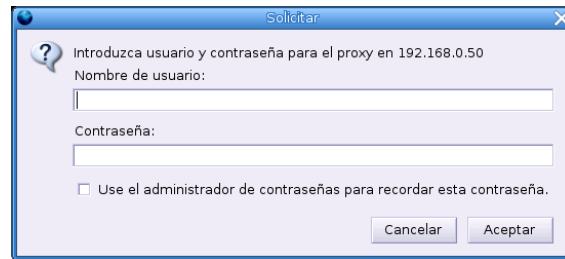 Solicitar
Introduzca usuario y contraseña para el proxy en 192.168.0.50
Nombre de usuario:
Contraseña:
Use el administrador de contraseñas para recordar esta contraseña.
Cancelar Aceptar